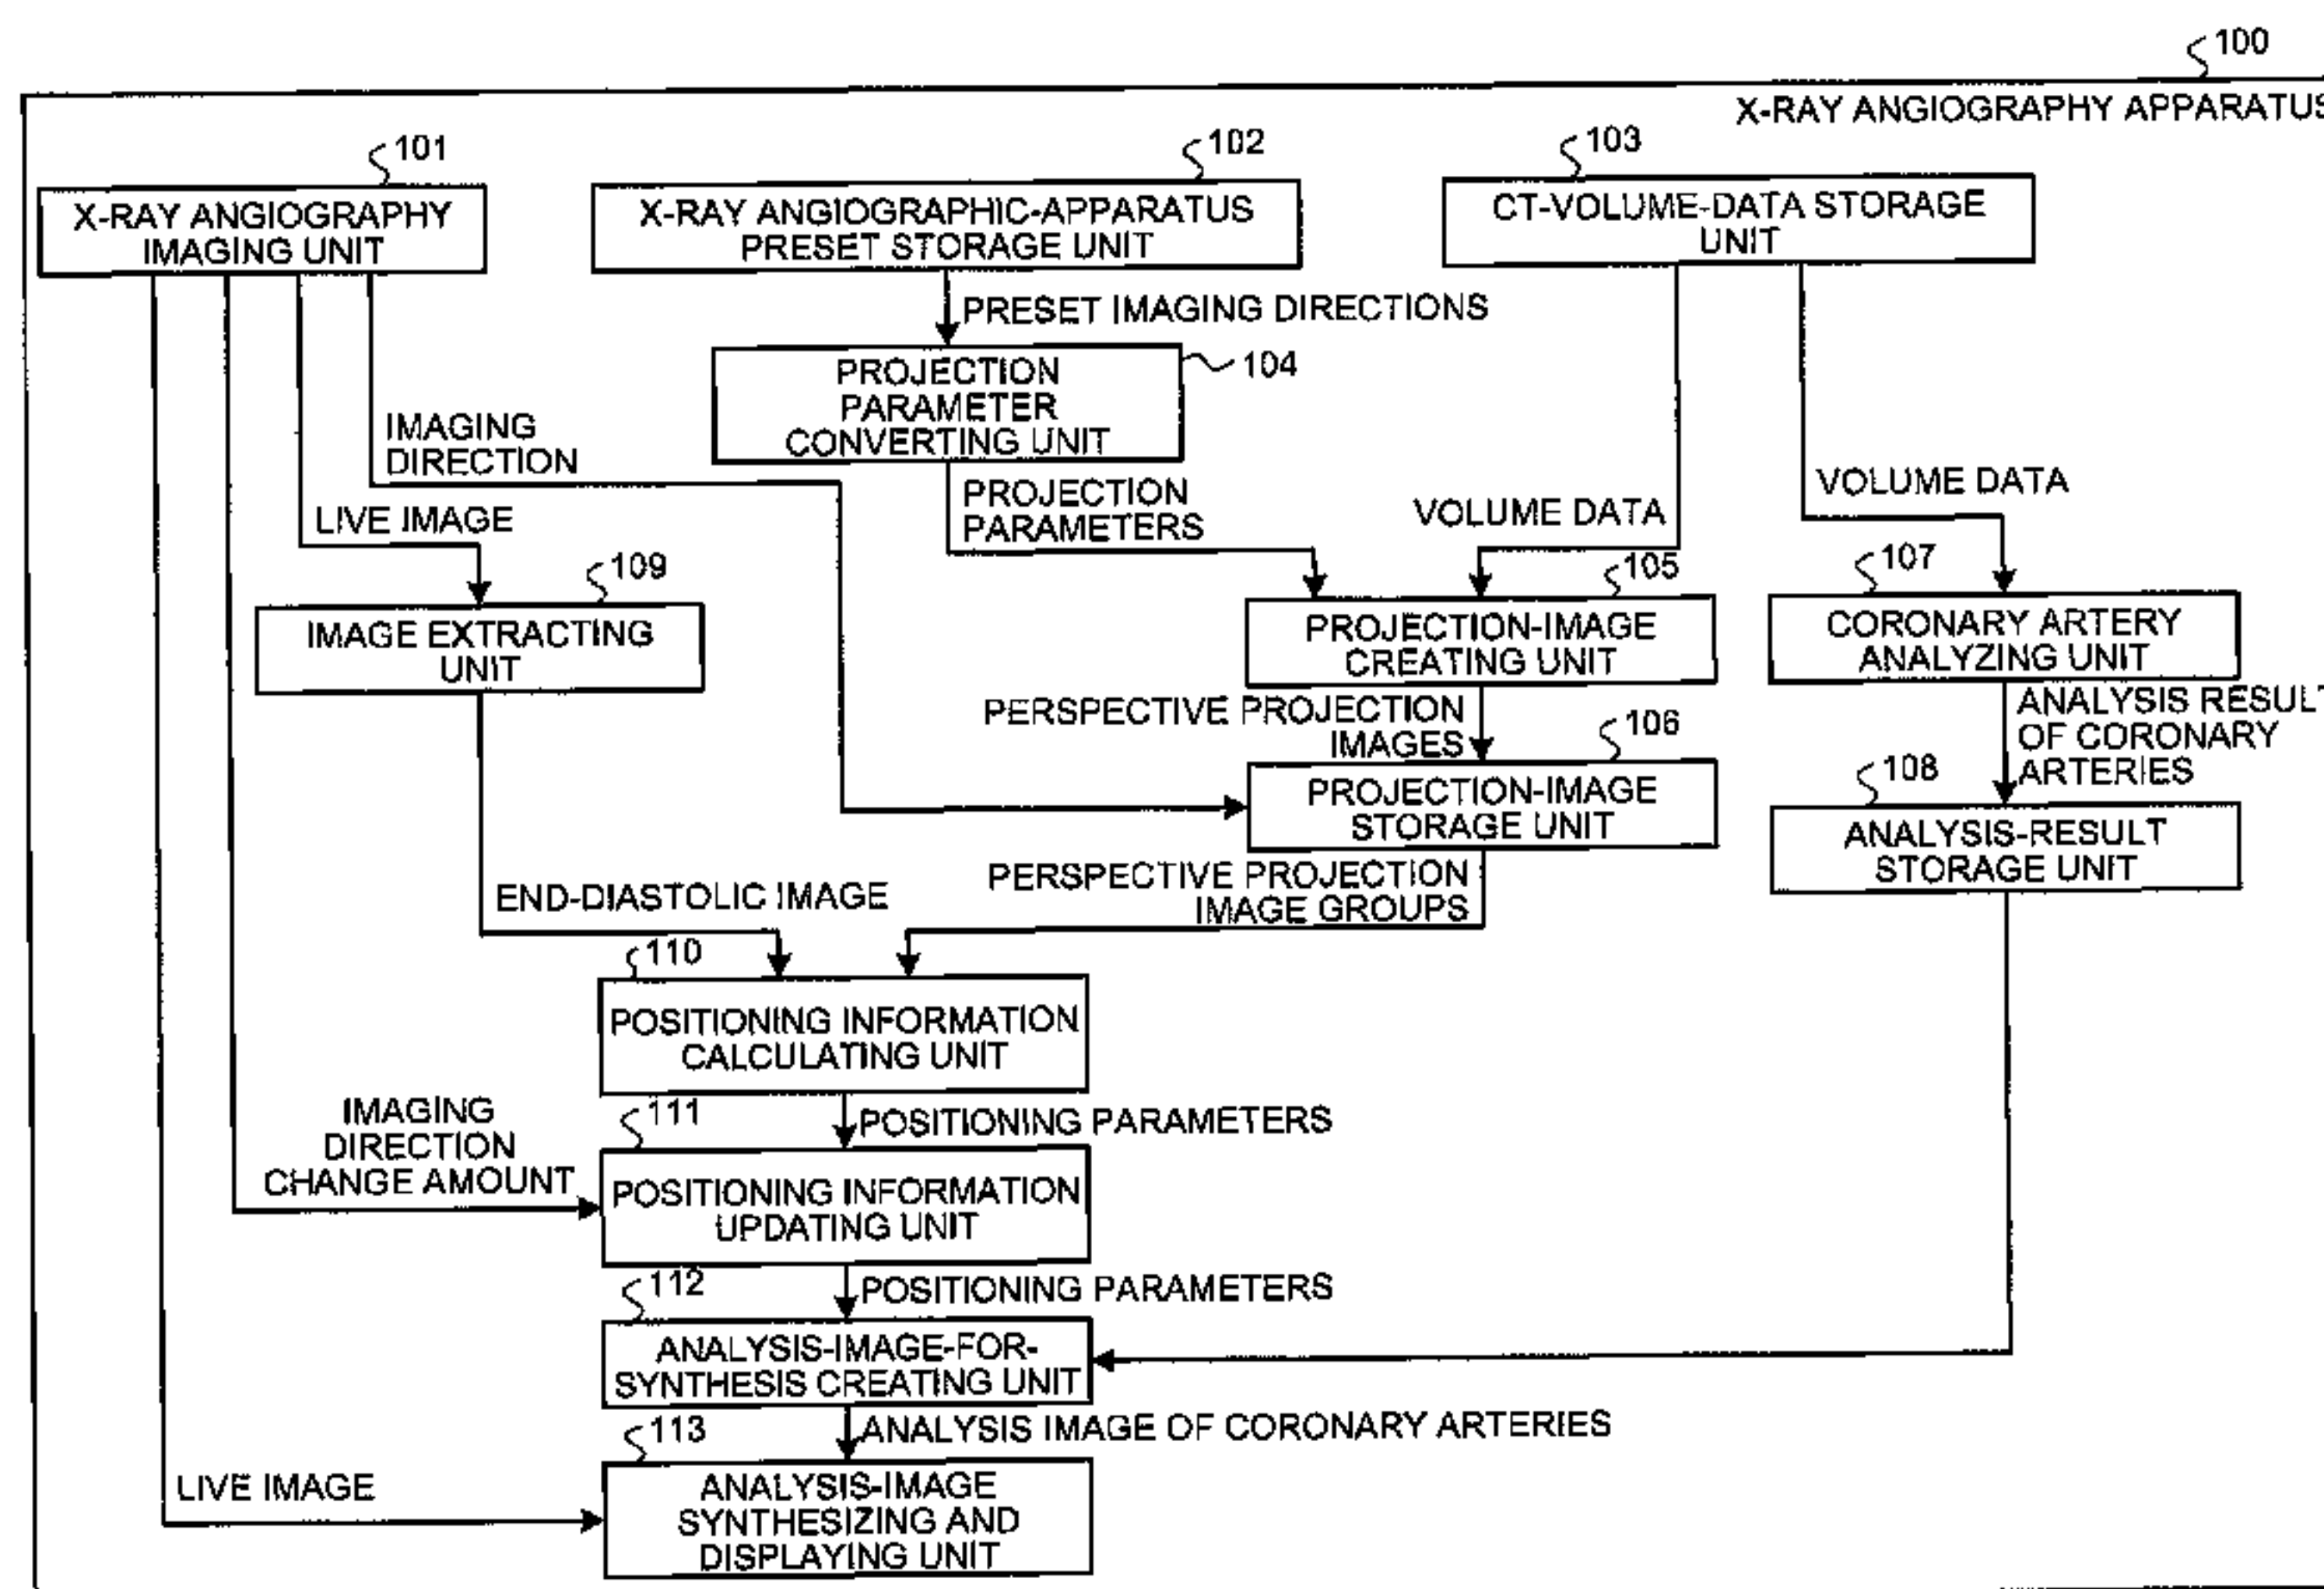 100
X-RAY ANGIOGRAPHY APPARATUS
101
X-RAY ANGIOGRAPHY
IMAGING UNIT
102
X-RAY ANGIOGRAPHIC-APPARATUS
PRESET STORAGE UNIT
103
CT-VOLUME-DATA STORAGE
UNIT
PRESET IMAGING DIRECTIONS
PROJECTION
PARAMETER
CONVERTING UNIT
104
IMAGING
DIRECTION
LIVE IMAGE
PROJECTION
PARAMETERS
VOLUME DATA
VOLUME DATA
109
IMAGE EXTRACTING
UNIT
105
PROJECTION-IMAGE
CREATING UNIT
107
CORONARY ARTERY
ANALYZING UNIT
PERSPECTIVE PROJECTION
IMAGES
106
PROJECTION-IMAGE
STORAGE UNIT
ANALYSIS RESULT
OF CORONARY
ARTERIES
108
ANALYSIS-RESULT
STORAGE UNIT
END-DIASTOLIC IMAGE
PERSPECTIVE PROJECTION
IMAGE GROUPS
110
POSITIONING INFORMATION
CALCULATING UNIT
POSITIONING PARAMETERS
IMAGING
DIRECTION
CHANGE AMOUNT
111
POSITIONING INFORMATION
UPDATING UNIT
POSITIONING PARAMETERS
112
ANALYSIS-IMAGE-FOR-
SYNTHESIS CREATING UNIT
ANALYSIS IMAGE OF CORONARY ARTERIES
LIVE IMAGE
113
ANALYSIS-IMAGE
SYNTHESIZING AND
DISPLAYING UNIT